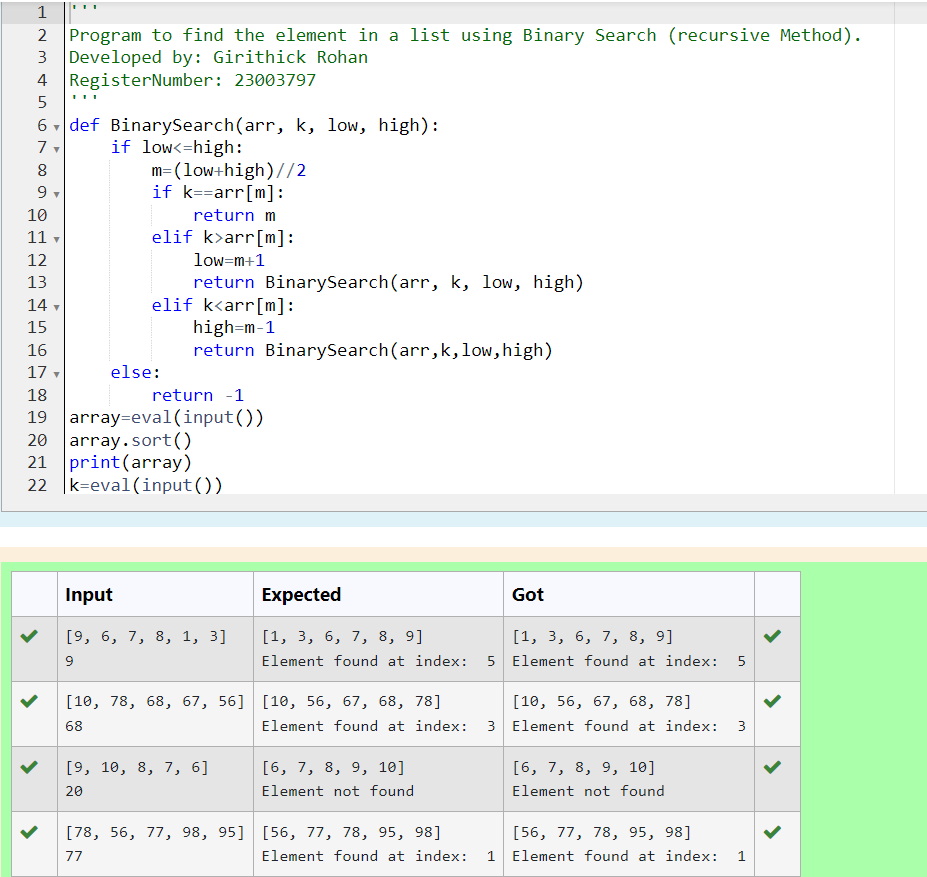 1 '''
2 Program to find the element in a list using Binary Search (recursive Method).
3 Developed by: Girithick Rohan
4 RegisterNumber: 23003797
5 '''
6 def BinarySearch(arr, k, low, high):
7     if low<=high:
8         m=(low+high)//2
9         if k==arr[m]:
10             return m
11         elif k>arr[m]:
12             low=m+1
13             return BinarySearch(arr, k, low, high)
14         elif k<arr[m]:
15             high=m-1
16             return BinarySearch(arr,k,low,high)
17     else:
18         return -1
19 array=eval(input())
20 array.sort()
21 print(array)
22 k=eval(input())
Input Expected Got
[9, 6, 7, 8, 1, 3] [1, 3, 6, 7, 8, 9] [1, 3, 6, 7, 8, 9]
9 Element found at index:  5 Element found at index:  5
[10, 78, 68, 67, 56] [10, 56, 67, 68, 78] [10, 56, 67, 68, 78]
68 Element found at index:  3 Element found at index:  3
[9, 10, 8, 7, 6] [6, 7, 8, 9, 10] [6, 7, 8, 9, 10]
20 Element not found Element not found
[78, 56, 77, 98, 95] [56, 77, 78, 95, 98] [56, 77, 78, 95, 98]
77 Element found at index:  1 Element found at index:  1